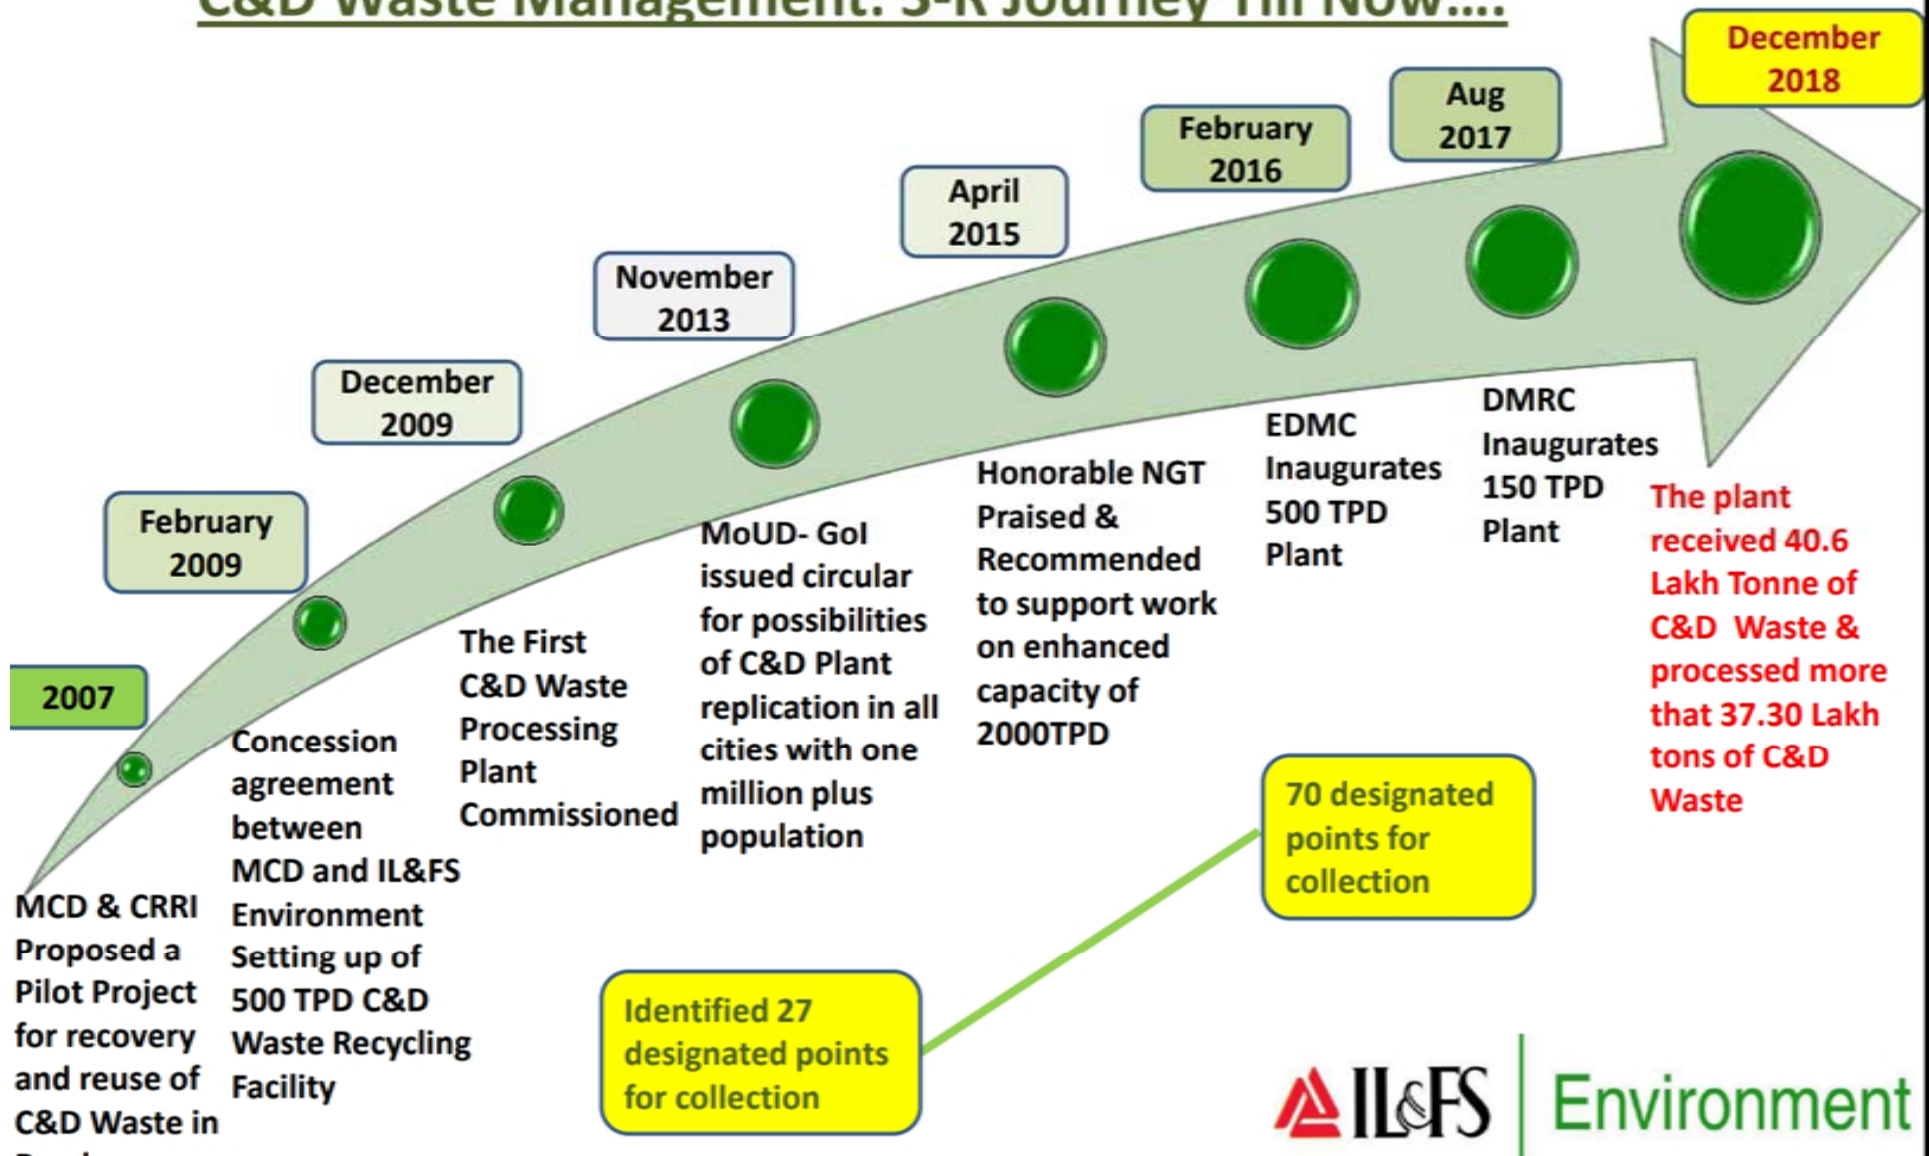 C&D Waste Management: 3-R Journey Till Now....
2007
MCD & CRRI
Proposed a
Pilot Project
for recovery
and reuse of
C&D Waste in
February
2009
Concession
agreement
between
MCD and IL&FS
Environment
Setting up of
500 TPD C&D
Waste Recycling
Facility
December
2009
The First
C&D Waste
Processing
Plant
Commissioned
November
2013
MoUD- GoI
issued circular
for possibilities
of C&D Plant
replication in all
cities with one
million plus
population
April
2015
Honorable NGT
Praised &
Recommended
to support work
on enhanced
capacity of
2000TPD
February
2016
EDMC
Inaugurates
500 TPD
Plant
Aug
2017
DMRC
Inaugurates
150 TPD
Plant
December
2018
The plant
received 40.6
Lakh Tonne of
C&D Waste &
processed more
that 37.30 Lakh
tons of C&D
Waste
Identified 27
designated points
for collection
70 designated
points for
collection
IL&FS
Environment